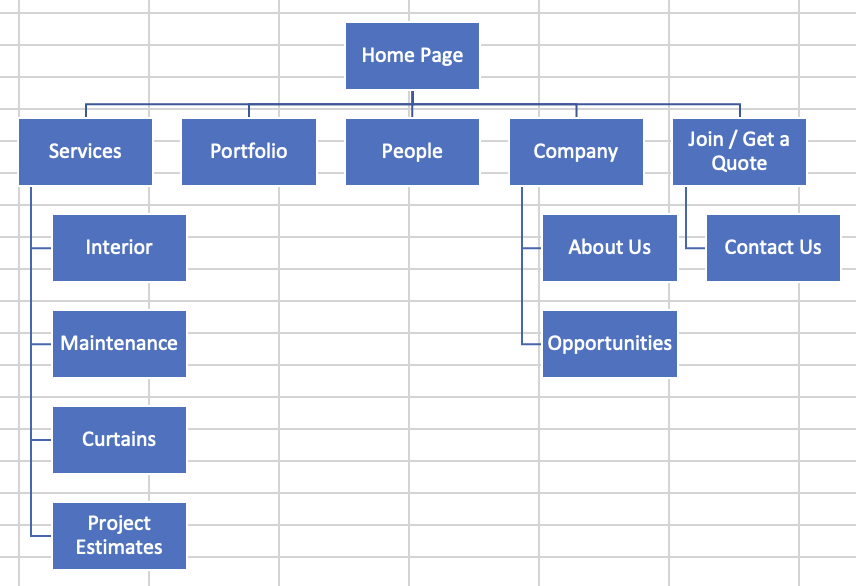 Home Page
Services
Portfolio
People
Company
Join / Get a
Quote
Interior
About Us
Contact Us
Maintenance
Opportunities
Curtains
Project
Estimates